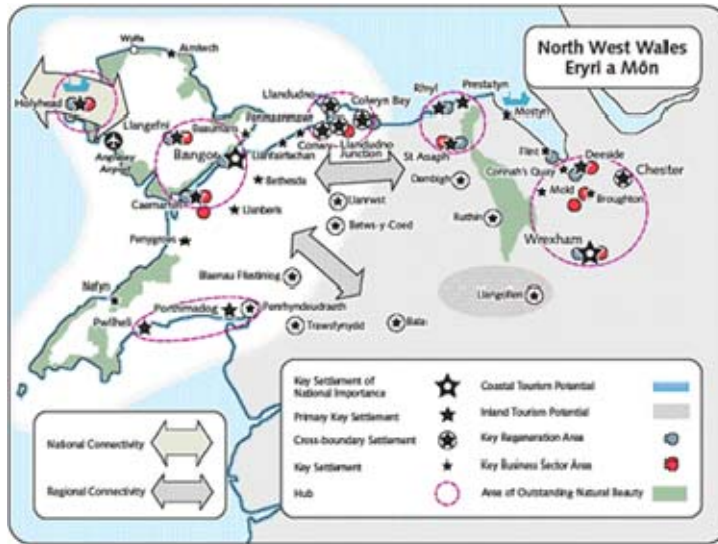 North West Wales
Eryri a Môn
Wylfa
Amlwch
Holyhead
Llangefni
Beaumaris
Penmaenmawr
Llandudno
Colwyn Bay
Rhyl
Prestatyn
Mostyn
Anglesey
Airport
Bangor
Llanfairfechan
Conwy
Llandudno
Junction
St Asaph
Flint
Deeside
Connah's Quay
Chester
Bethesda
Denbigh
Mold
Broughton
Caernarfon
Llanberis
Llanrwst
Ruthin
Betws-y-Coed
Wrexham
Penygroes
Blaenau Ffestiniog
Nefyn
Llangollen
Porthmadog
Penrhyndeudraeth
Pwllheli
Trawsfynydd
Bala
Key Settlement of
National Importance
Coastal Tourism Potential
Primary Key Settlement
Inland Tourism Potential
Cross-boundary Settlement
Key Regeneration Area
Key Settlement
Key Business Sector Area
Hub
Area of Outstanding Natural Beauty
National Connectivity
Regional Connectivity